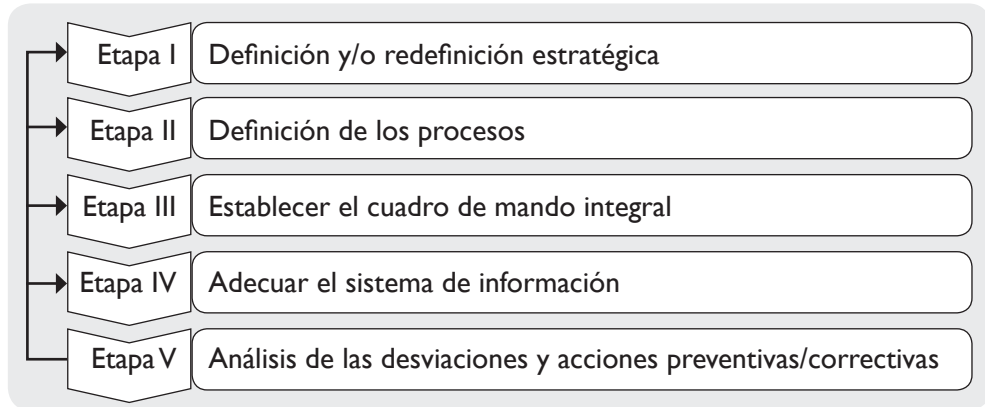 Etapa I Definición y/o redefinición estratégica
Etapa II Definición de los procesos
Etapa III Establecer el cuadro de mando integral
Etapa IV Adecuar el sistema de información
Etapa V Análisis de las desviaciones y acciones preventivas/correctivas